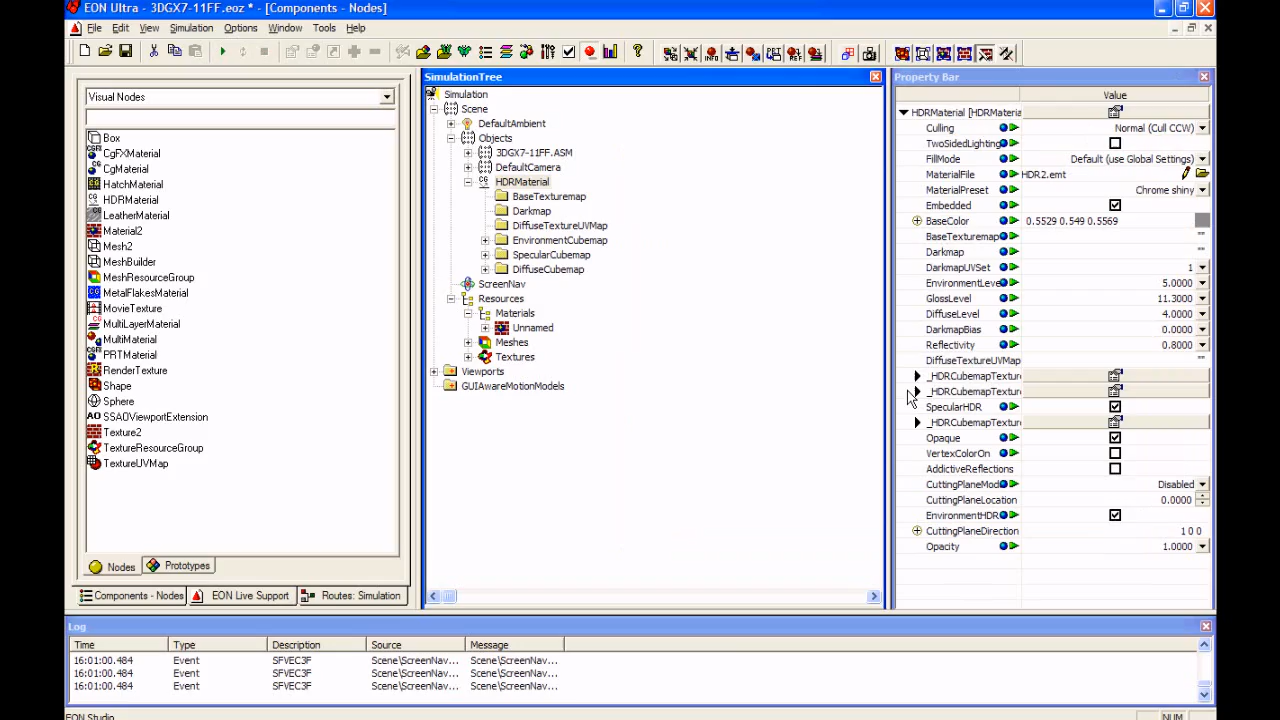 EON Ultra - 3DGX7-11FF.eoz * - [Components - Nodes]
File Edit View Simulation Options Window Tools Help
INFO REF
Visual Nodes
Box
CgFXMaterial
CgMaterial
HatchMaterial
HDRMaterial
LeatherMaterial
Material2
Mesh2
MeshBuilder
MeshResourceGroup
MetalFlakesMaterial
MovieTexture
MultiLayerMaterial
MultiMaterial
PRTMaterial
RenderTexture
Shape
Sphere
AO SSAOViewportExtension
Texture2
TextureResourceGroup
TextureUVMap
Nodes Prototypes
Components - Nodes EON Live Support Routes: Simulation
SimulationTree
Simulation
Scene
DefaultAmbient
Objects
3DGX7-11FF.ASM
DefaultCamera
HDRMaterial
BaseTexturemap
Darkmap
DiffuseTextureUVMap
EnvironmentCubemap
SpecularCubemap
DiffuseCubemap
ScreenNav
Resources
Materials
Unnamed
Meshes
Textures
Viewports
GUIAwareMotionModels
Property Bar
Value
HDRMaterial [HDRMateria
Culling Normal (Cull CCW)
TwoSidedLighting
FillMode Default (use Global Settings)
MaterialFile HDR2.emt
MaterialPreset Chrome shiny
Embedded
BaseColor 0.5529 0.549 0.5569
BaseTexturemap ""
Darkmap ""
DarkmapUVSet 1
EnvironmentLeve 5.0000
GlossLevel 11.3000
DiffuseLevel 4.0000
DarkmapBias 0.0000
Reflectivity 0.8000
DiffuseTextureUVMap ""
_HDRCubemapTexture
_HDRCubemapTexture
SpecularHDR
_HDRCubemapTexture
Opaque
VertexColorOn
AddictiveReflections
CuttingPlaneMod Disabled
CuttingPlaneLocation 0.0000
EnvironmentHDR
CuttingPlaneDirection 1 0 0
Opacity 1.0000
Log
Time Type Description Source Message
16:01:00.484 Event SFVEC3F Scene\ScreenNav... Scene\ScreenNav...
16:01:00.484 Event SFVEC3F Scene\ScreenNav... Scene\ScreenNav...
16:01:00.484 Event SFVEC3F Scene\ScreenNav... Scene\ScreenNav...
EON Studio NUM